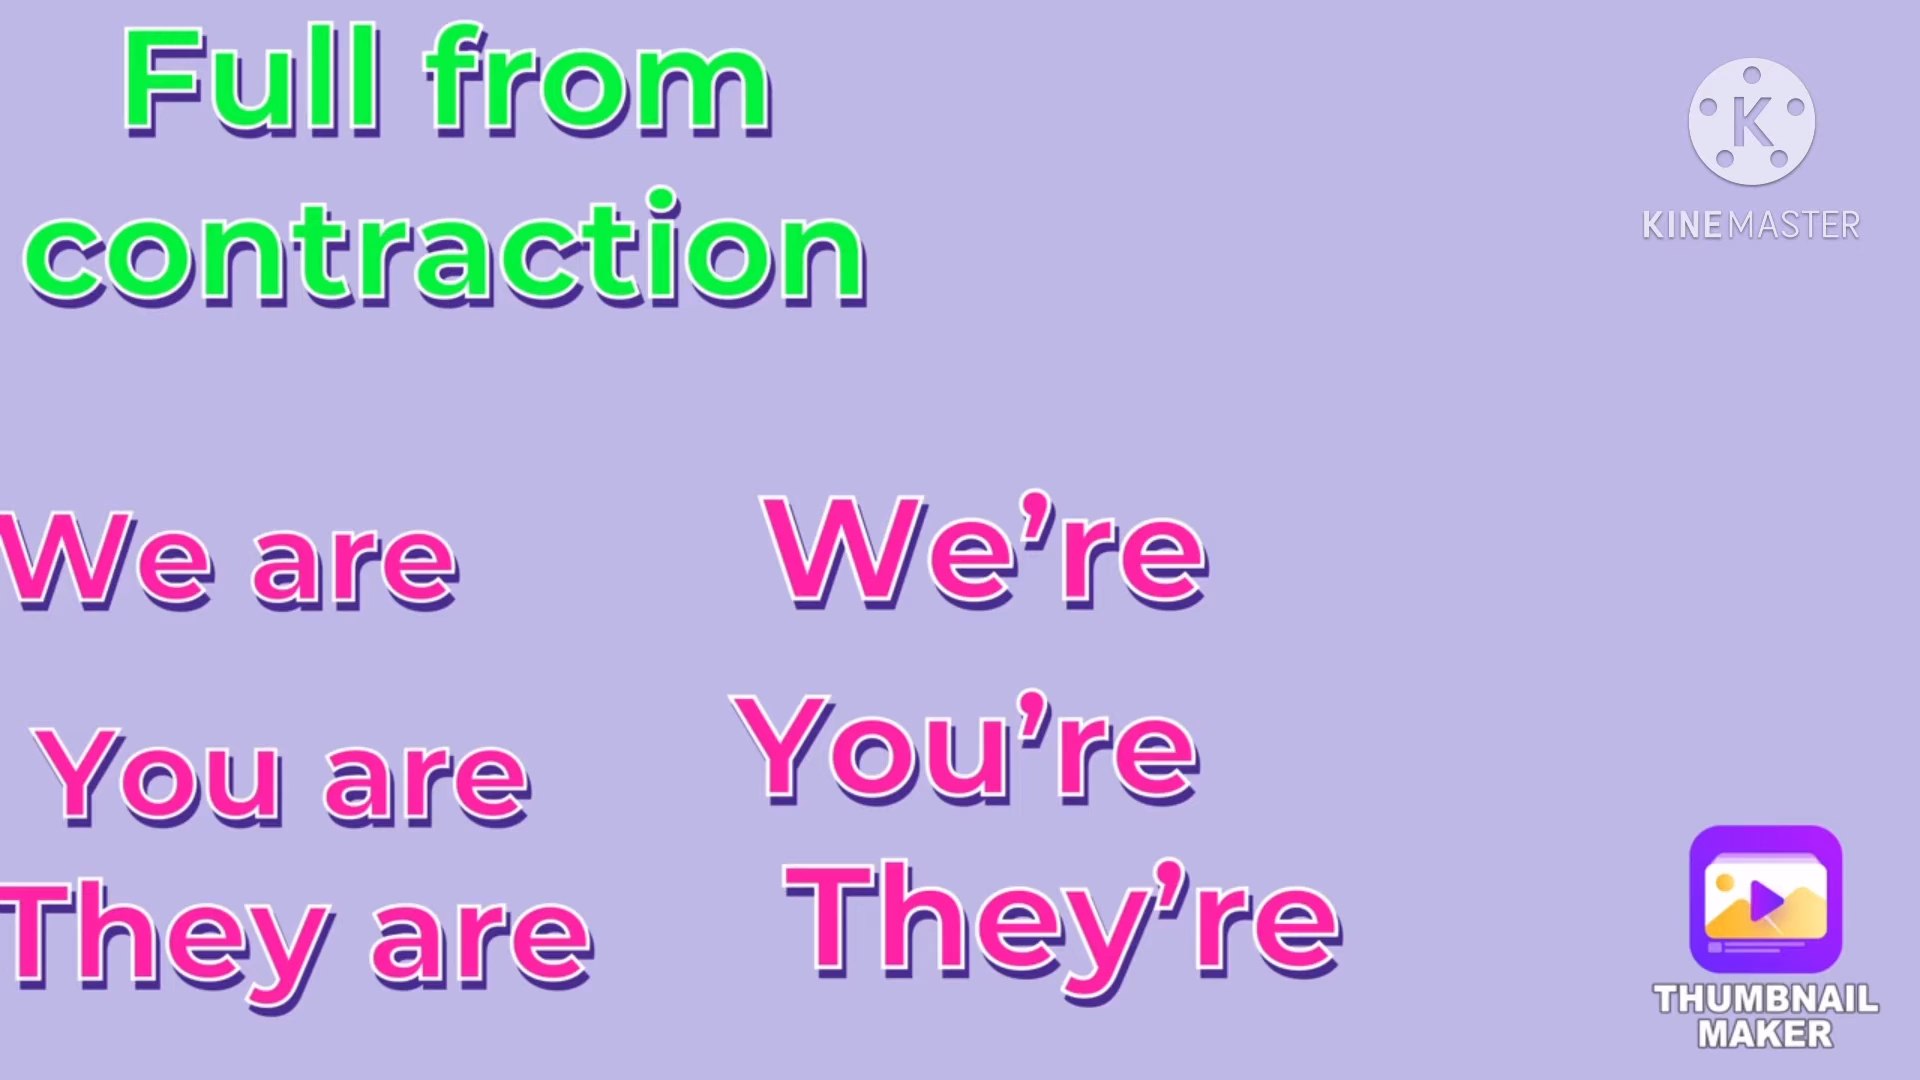 Full from
contraction
K
KINEMASTER
We are We’re
You are You’re
They are They’re
THUMBNAIL
MAKER